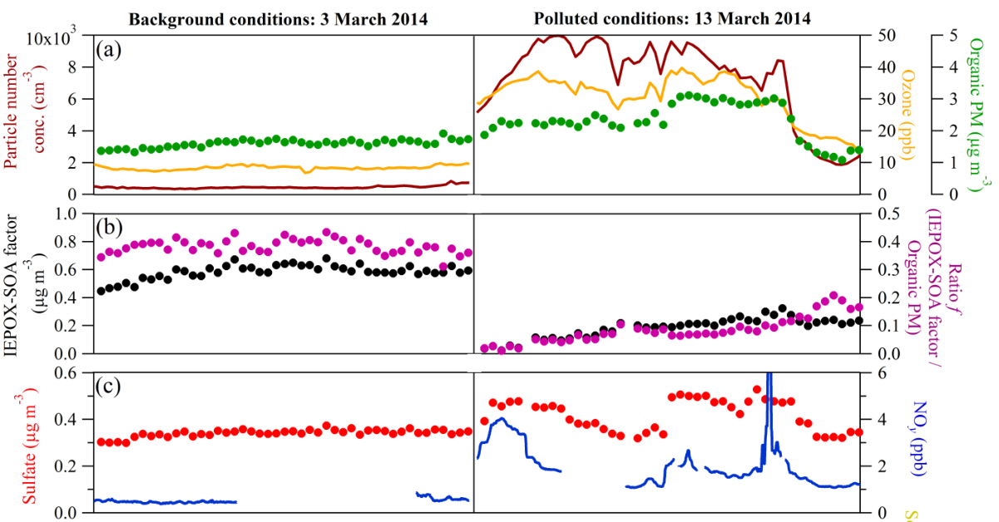 Background conditions: 3 March 2014
Polluted conditions: 13 March 2014
(a)
Particle number
conc. (cm⁻³)
10x10³
8
6
4
2
0
50
40
30
20
10
0
Ozone (ppb)
5
4
3
2
1
0
Organic PM (µg m⁻³)
(b)
IEPOX-SOA factor
(µg m⁻³)
1.0
0.8
0.6
0.4
0.2
0.0
0.5
0.4
0.3
0.2
0.1
0.0
Ratio f
(IEPOX-SOA factor /
Organic PM)
(c)
Sulfate (µg m⁻³)
0.6
0.4
0.2
0.0
6
4
2
0
NOy (ppb)